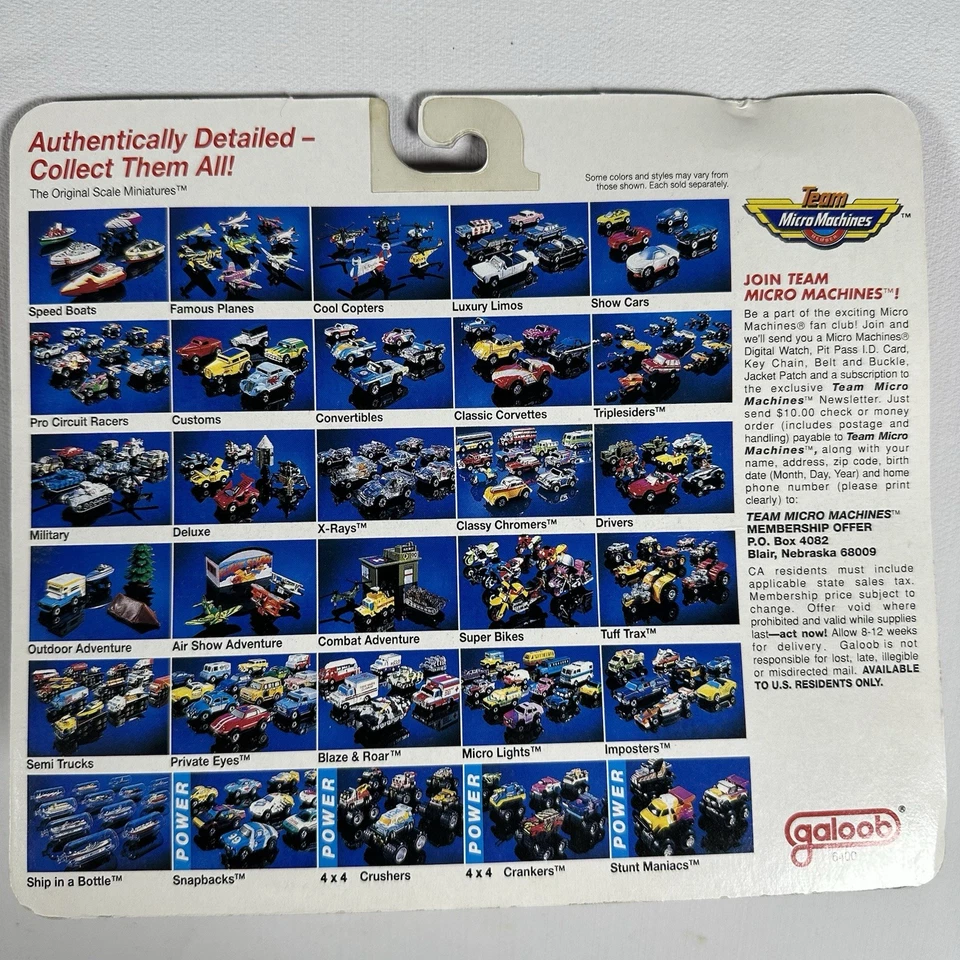 Authentically Detailed –
Collect Them All!
The Original Scale Miniatures™
Some colors and styles may vary from
those shown. Each sold separately.
Speed Boats
Famous Planes
Cool Copters
Luxury Limos
Show Cars
Pro Circuit Racers
Customs
Convertibles
Classic Corvettes
Triplesiders™
Military
Deluxe
X-Rays™
Classy Chromers™
Drivers
Outdoor Adventure
Air Show Adventure
Combat Adventure
Super Bikes
Tuff Trax™
Semi Trucks
Private Eyes™
Blaze & Roar™
Micro Lights™
Imposters™
POWER
POWER
POWER
POWER
Ship in a Bottle™
Snapbacks™
4 x 4 Crushers
4 x 4 Crankers™
Stunt Maniacs™
Team
Micro Machines™
MEMBER
JOIN TEAM
MICRO MACHINES™!
Be a part of the exciting Micro
Machines® fan club! Join and
we'll send you a Micro Machines®
Digital Watch, Pit Pass I.D. Card,
Key Chain, Belt and Buckle,
Jacket Patch and a subscription to
the exclusive Team Micro
Machines™ Newsletter. Just
send $10.00 check or money
order (includes postage and
handling) payable to Team Micro
Machines™, along with your
name, address, zip code, birth
date (Month, Day, Year) and home
phone number (please print
clearly) to:
TEAM MICRO MACHINES™
MEMBERSHIP OFFER
P.O. Box 4082
Blair, Nebraska 68009
CA residents must include
applicable state sales tax.
Membership price subject to
change. Offer void where
prohibited and valid while supplies
last—act now! Allow 8-12 weeks
for delivery. Galoob is not
responsible for lost, late, illegible
or misdirected mail. AVAILABLE
TO U.S. RESIDENTS ONLY.
galoob®
6400